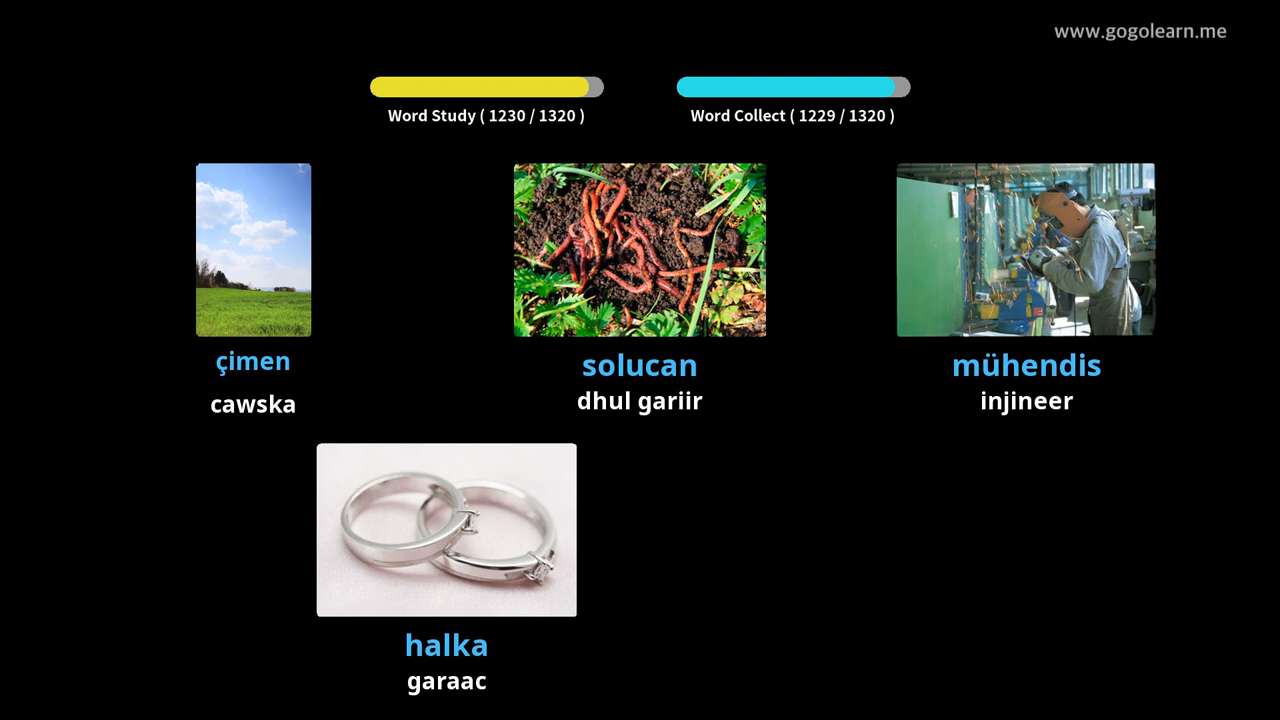 www.gogolearn.me
Word Study ( 1230 / 1320 )
Word Collect ( 1229 / 1320 )
çimen
cawska
solucan
dhul gariir
mühendis
injineer
halka
garaac